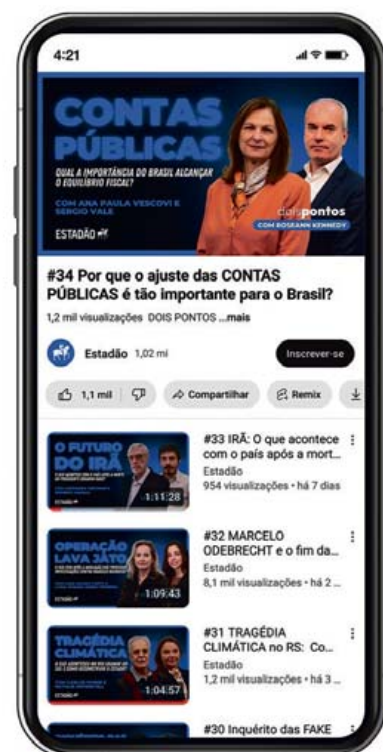 4:21
CONTAS
PÚBLICAS
QUAL A IMPORTÂNCIA DO BRASIL ALCANÇAR
O EQUILÍBRIO FISCAL?
COM ANA PAULA VESCOVI E
SERGIO VALE
ESTADÃO
doispontos
COM ROSEANN KENNEDY
#34 Por que o ajuste das CONTAS
PÚBLICAS é tão importante para o Brasil?
1,2 mil visualizações DOIS PONTOS ...mais
Estadão 1,02 mi
Inscrever-se
1,1 mil
Compartilhar
Remix
O FUTURO
DO IRÃ
ESTADÃO
1:11:28
#33 IRÃ: O que acontece
com o país após a mort...
Estadão
954 visualizações • há 7 dias
OPERAÇÃO
LAVA JATO
ESTADÃO
1:09:43
#32 MARCELO
ODEBRECHT e o fim da...
Estadão
8,1 mil visualizações • há 2 ...
TRAGÉDIA
CLIMÁTICA
ESTADÃO
1:04:57
#31 TRAGÉDIA
CLIMÁTICA no RS: Co...
Estadão
1,2 mil visualizações • há 3 ...
#30 Inquérito das FAKE